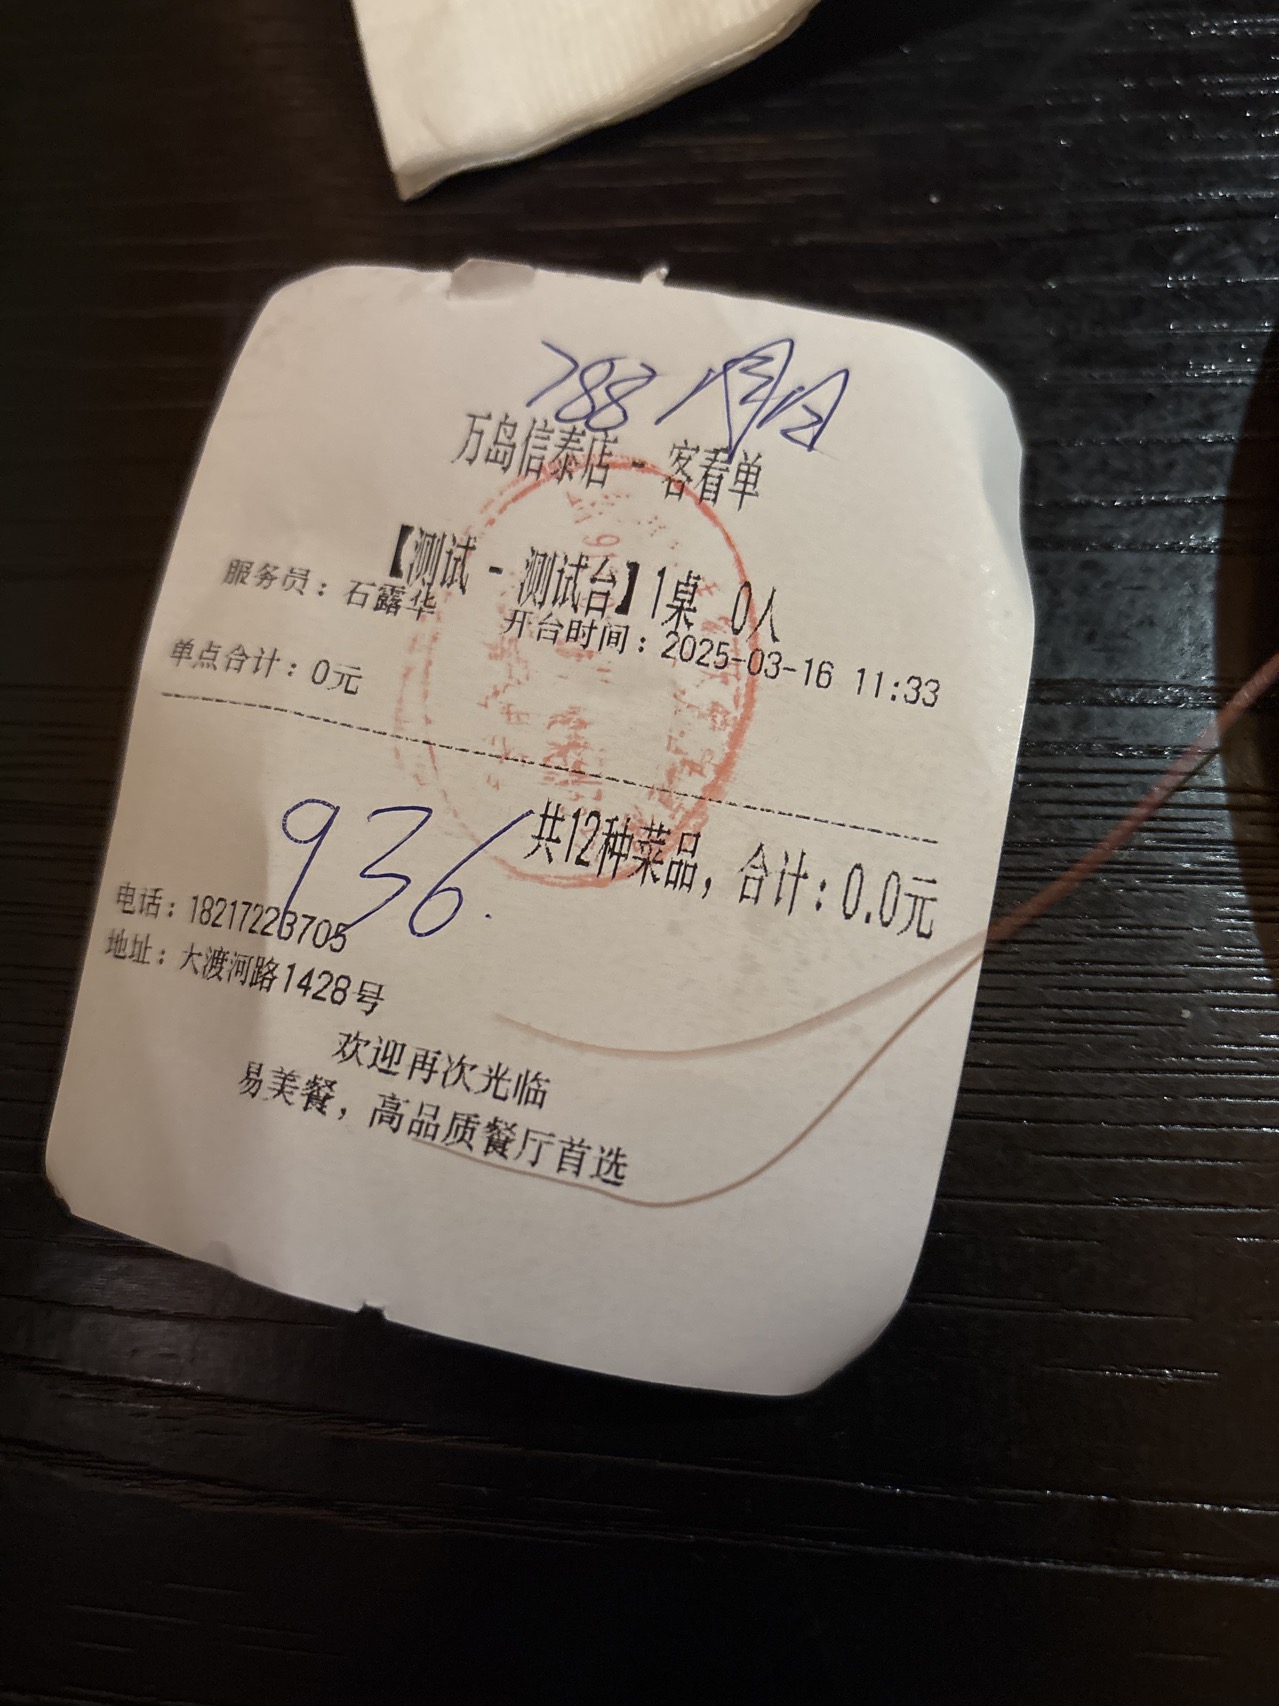 788
万岛信泰店 - 客看单
【测试 - 测试台】1桌 0人
服务员：石露华 开台时间：2025-03-16 11:33
单点合计：0元
936.
共12种菜品，合计：0.0元
电话：18217223705
地址：大渡河路1428号
欢迎再次光临
易美餐，高品质餐厅首选